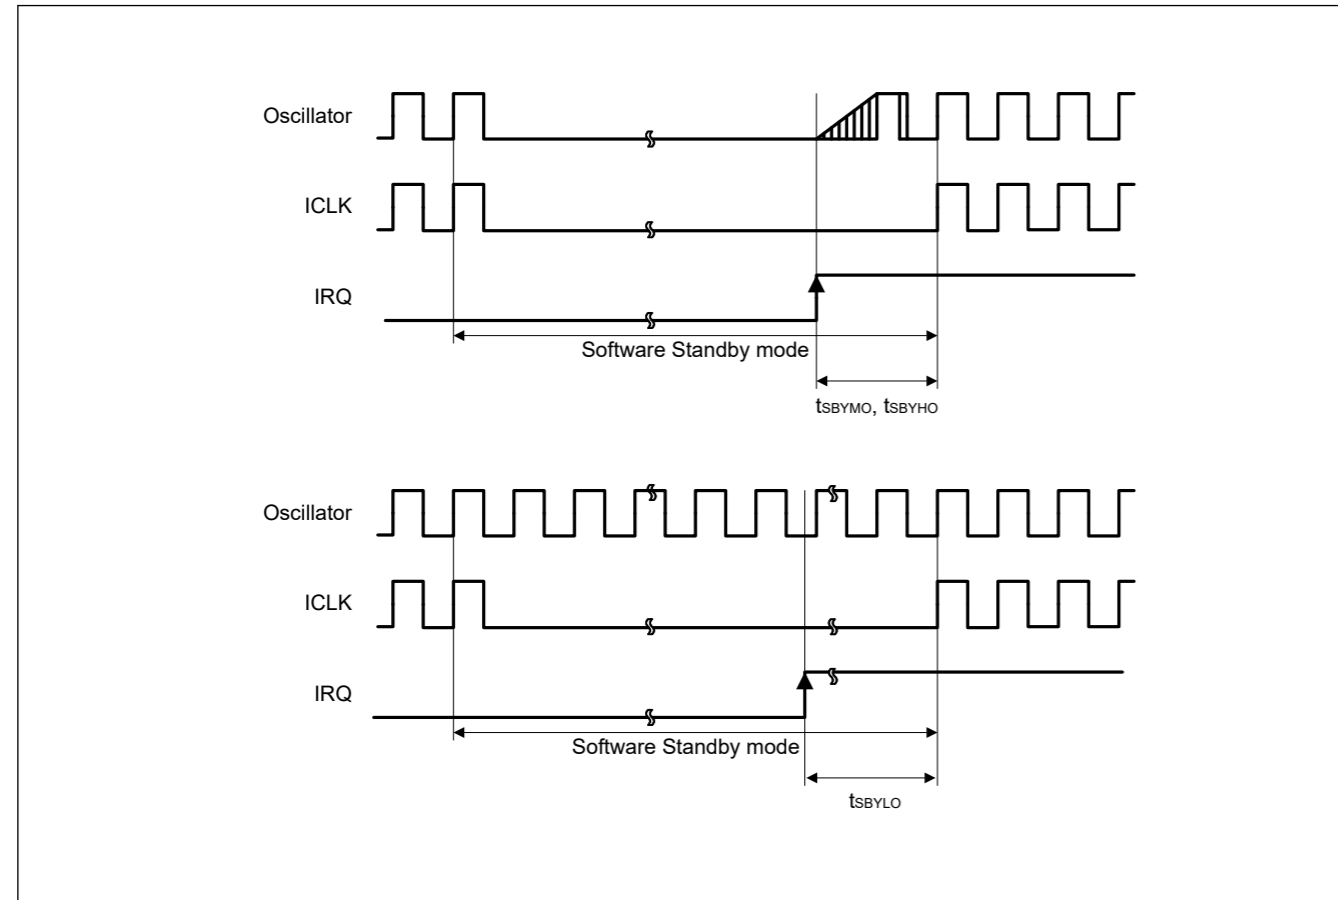 Oscillator
ICLK
IRQ
Software Standby mode
tSBYMO, tSBYHO
Oscillator
ICLK
IRQ
Software Standby mode
tSBYLO